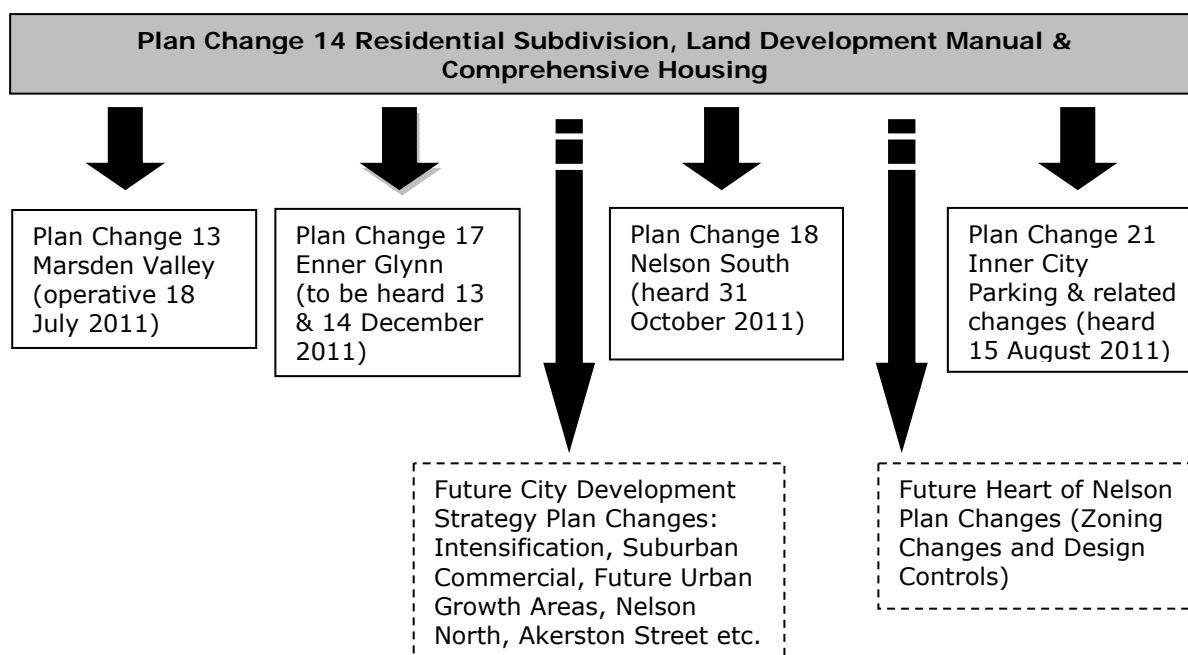 Plan Change 14 Residential Subdivision, Land Development Manual &
Comprehensive Housing
Plan Change 13
Marsden Valley
(operative 18
July 2011)
Plan Change 17
Enner Glynn
(to be heard 13
& 14 December
2011)
Plan Change 18
Nelson South
(heard 31
October 2011)
Plan Change 21
Inner City
Parking & related
changes (heard
15 August 2011)
Future City Development
Strategy Plan Changes:
Intensification, Suburban
Commercial, Future Urban
Growth Areas, Nelson
North, Akerston Street etc.
Future Heart of Nelson
Plan Changes (Zoning
Changes and Design
Controls)